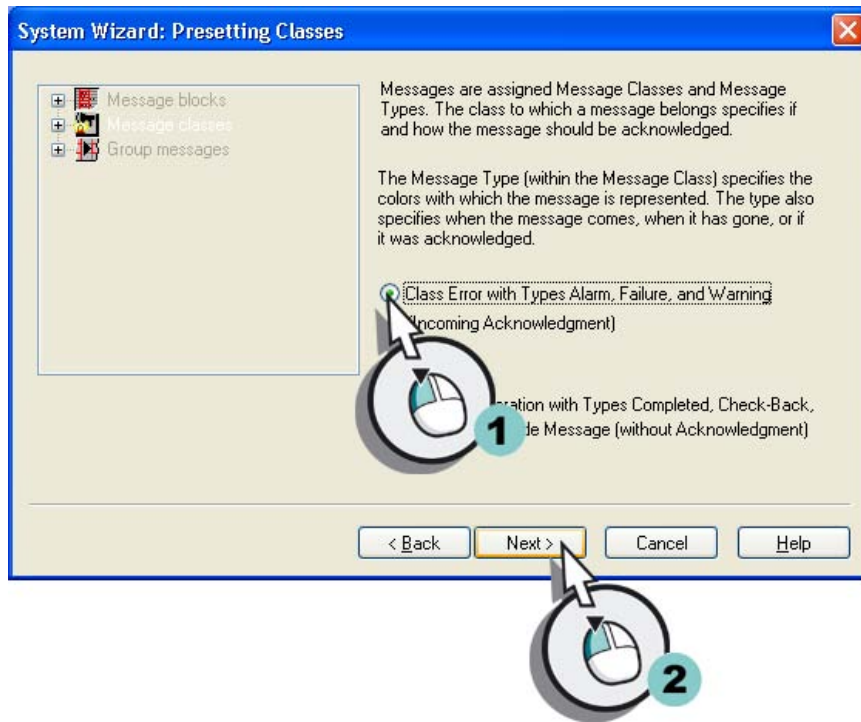 System Wizard: Presetting Classes
Message blocks
Message classes
Group messages
Messages are assigned Message Classes and Message
Types. The class to which a message belongs specifies if
and how the message should be acknowledged.
The Message Type (within the Message Class) specifies the
colors with which the message is represented. The type also
specifies when the message comes, when it has gone, or if
it was acknowledged.
Class Error with Types Alarm, Failure, and Warning
Incoming Acknowledgment)
with Types Completed, Check-Back,
Message (without Acknowledgment)
1
< Back
Next >
Cancel
Help
2